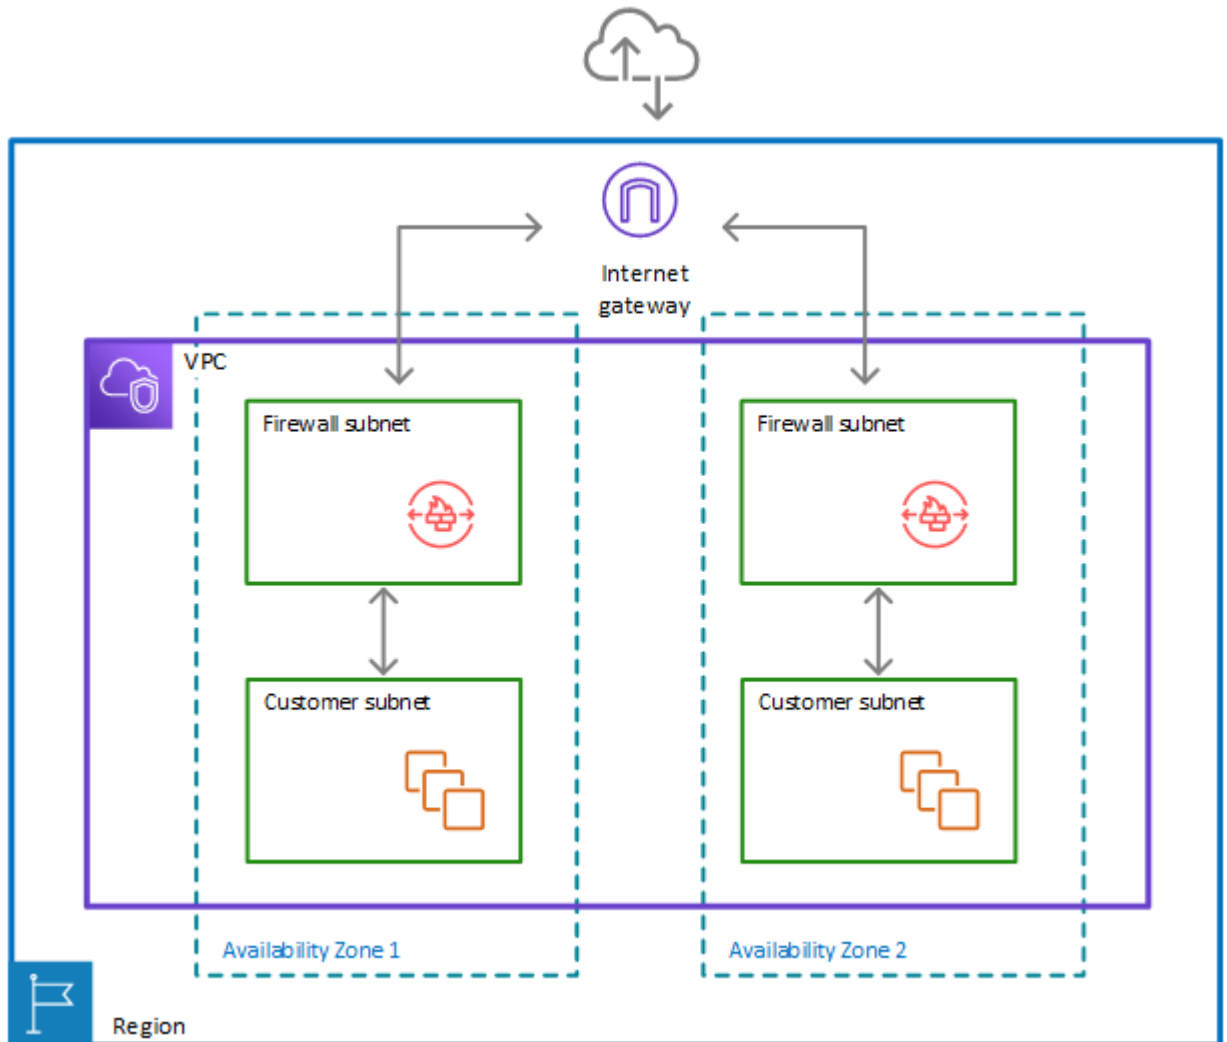 Internet
gateway
VPC
Firewall subnet
Firewall subnet
Customer subnet
Customer subnet
Availability Zone 1
Availability Zone 2
Region